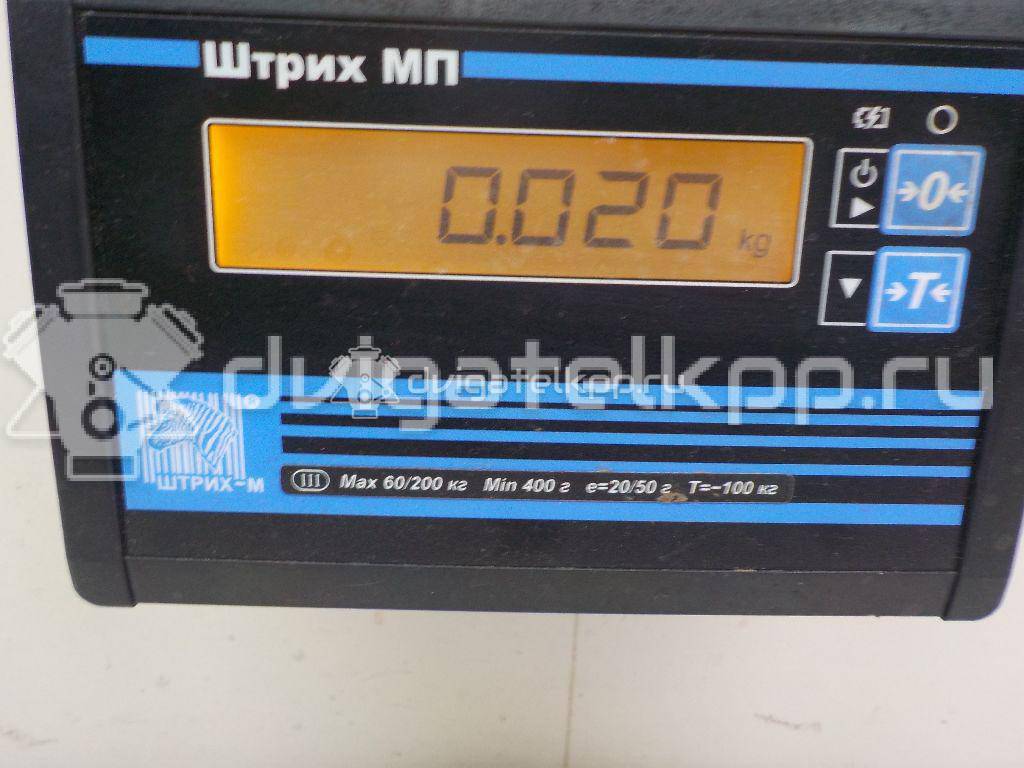 Штрих МП
0.020 kg
→0←
→T←
dvigatelkpp.ru
dvigatelkpp.ru
ШТРИХ-М
III Max 60/200 кг Min 400 г e=20/50 г T=-100 кг